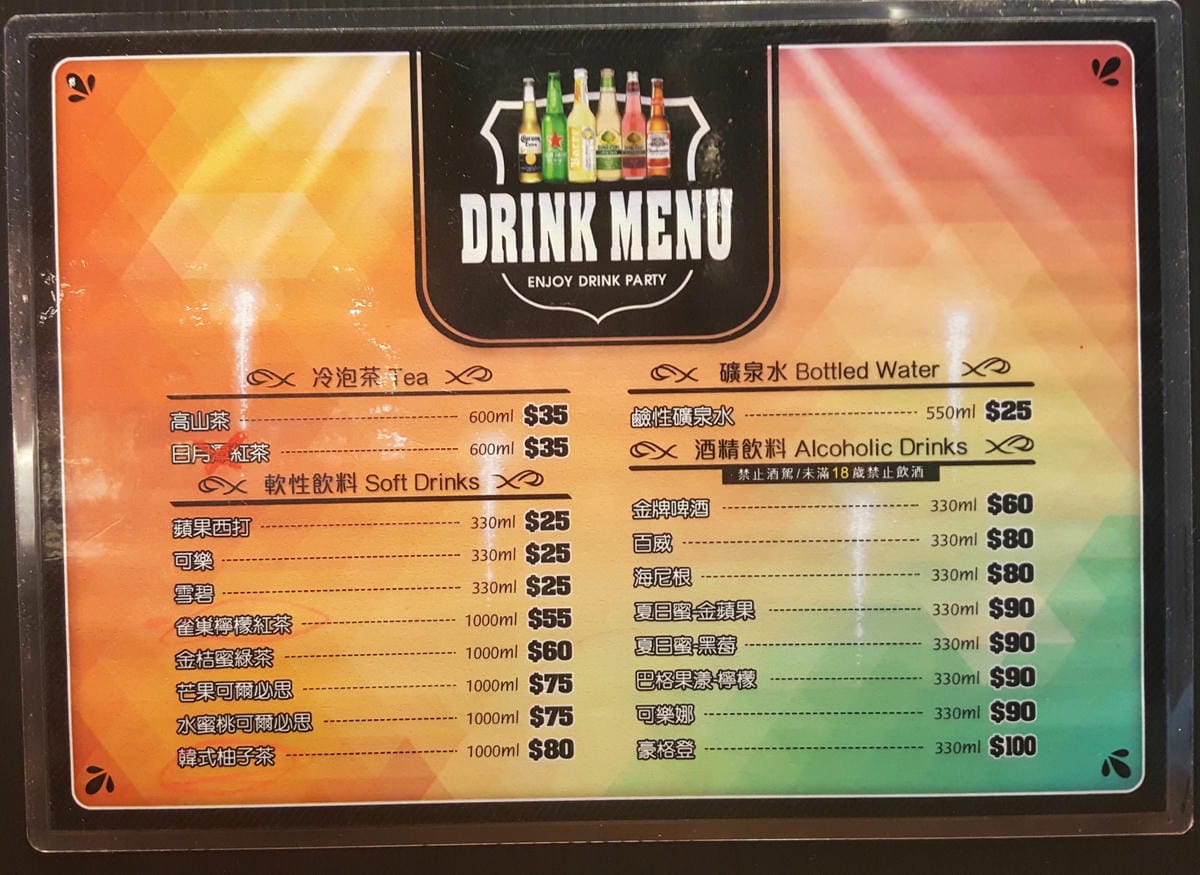 DRINK MENU
ENJOY DRINK PARTY
冷泡茶 Tea
高山茶 600ml $35
日月潭紅茶 600ml $35
軟性飲料 Soft Drinks
蘋果西打 330ml $25
可樂 330ml $25
雪碧 330ml $25
雀巢檸檬紅茶 1000ml $55
金桔蜜綠茶 1000ml $60
芒果可爾必思 1000ml $75
水蜜桃可爾必思 1000ml $75
韓式柚子茶 1000ml $80
礦泉水 Bottled Water
鹼性礦泉水 550ml $25
酒精飲料 Alcoholic Drinks
禁止酒駕/未滿18歲禁止飲酒
金牌啤酒 330ml $60
百威 330ml $80
海尼根 330ml $80
夏日蜜-金蘋果 330ml $90
夏日蜜-黑莓 330ml $90
巴格果漾-檸檬 330ml $90
可樂娜 330ml $90
豪格登 330ml $100